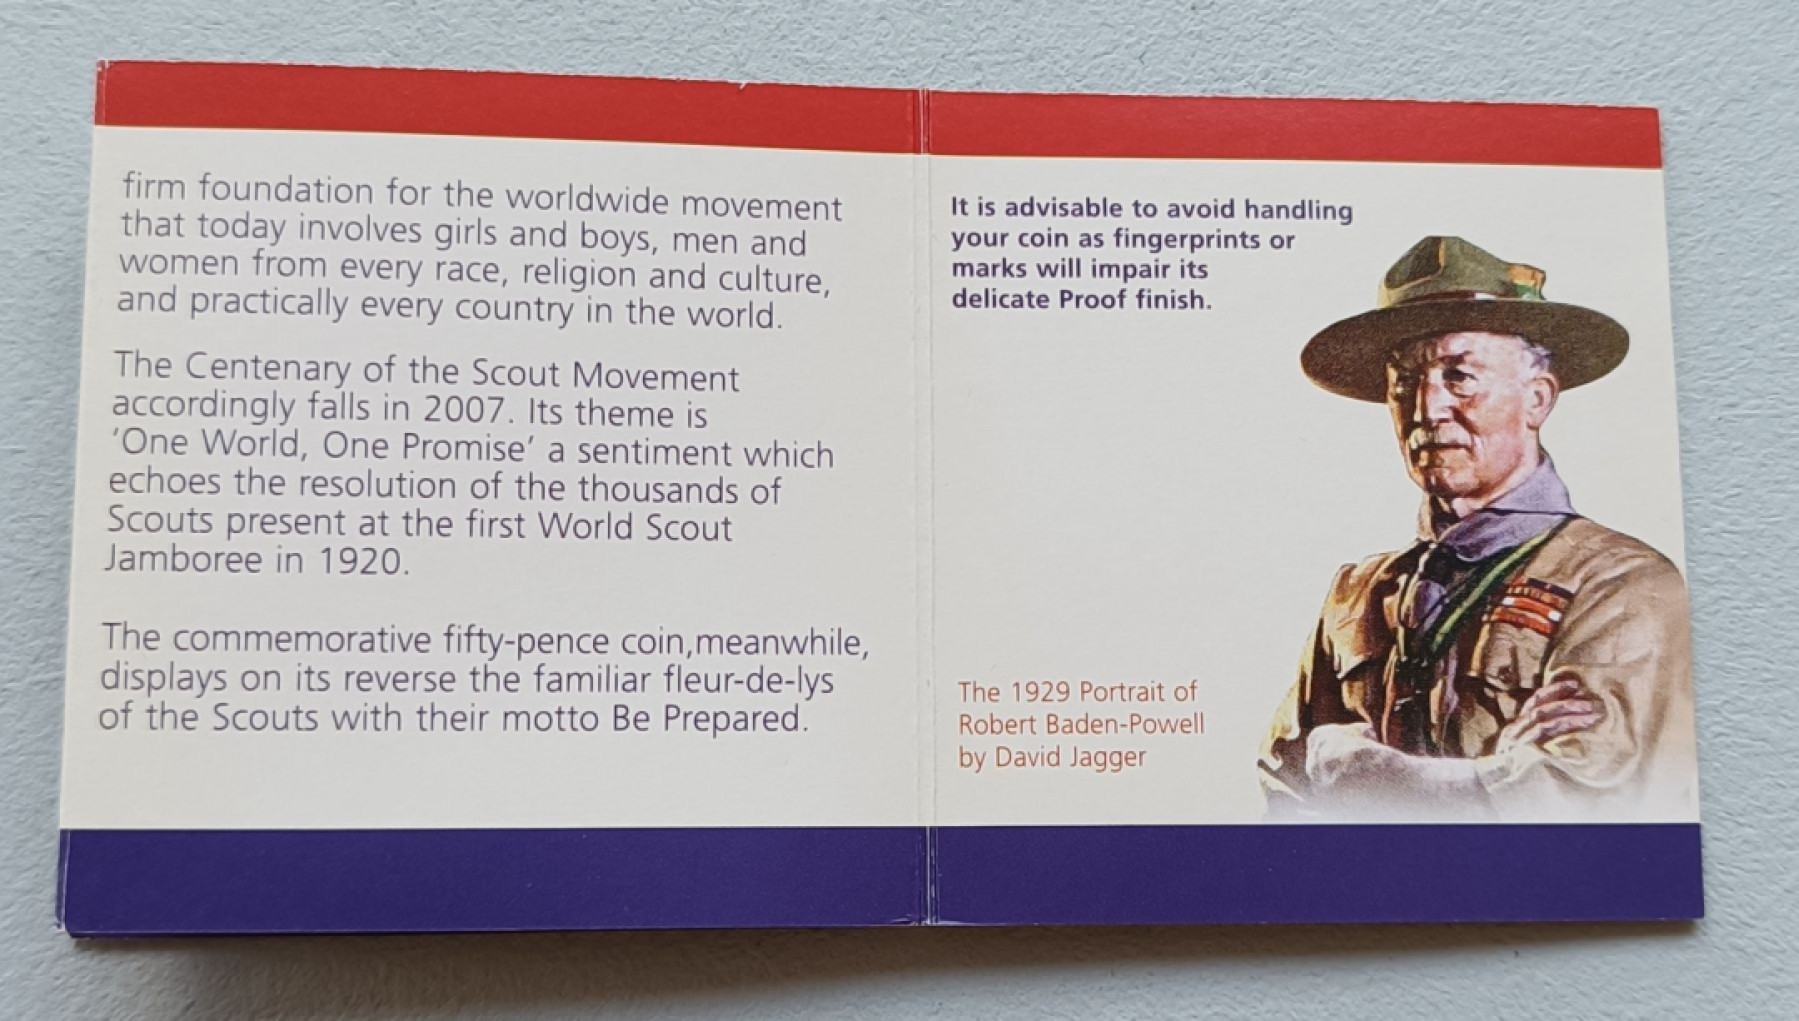 firm foundation for the worldwide movement
that today involves girls and boys, men and
women from every race, religion and culture,
and practically every country in the world.
The Centenary of the Scout Movement
accordingly falls in 2007. Its theme is
'One World, One Promise' a sentiment which
echoes the resolution of the thousands of
Scouts present at the first World Scout
Jamboree in 1920.
The commemorative fifty-pence coin,meanwhile,
displays on its reverse the familiar fleur-de-lys
of the Scouts with their motto Be Prepared.
It is advisable to avoid handling
your coin as fingerprints or
marks will impair its
delicate Proof finish.
The 1929 Portrait of
Robert Baden-Powell
by David Jagger